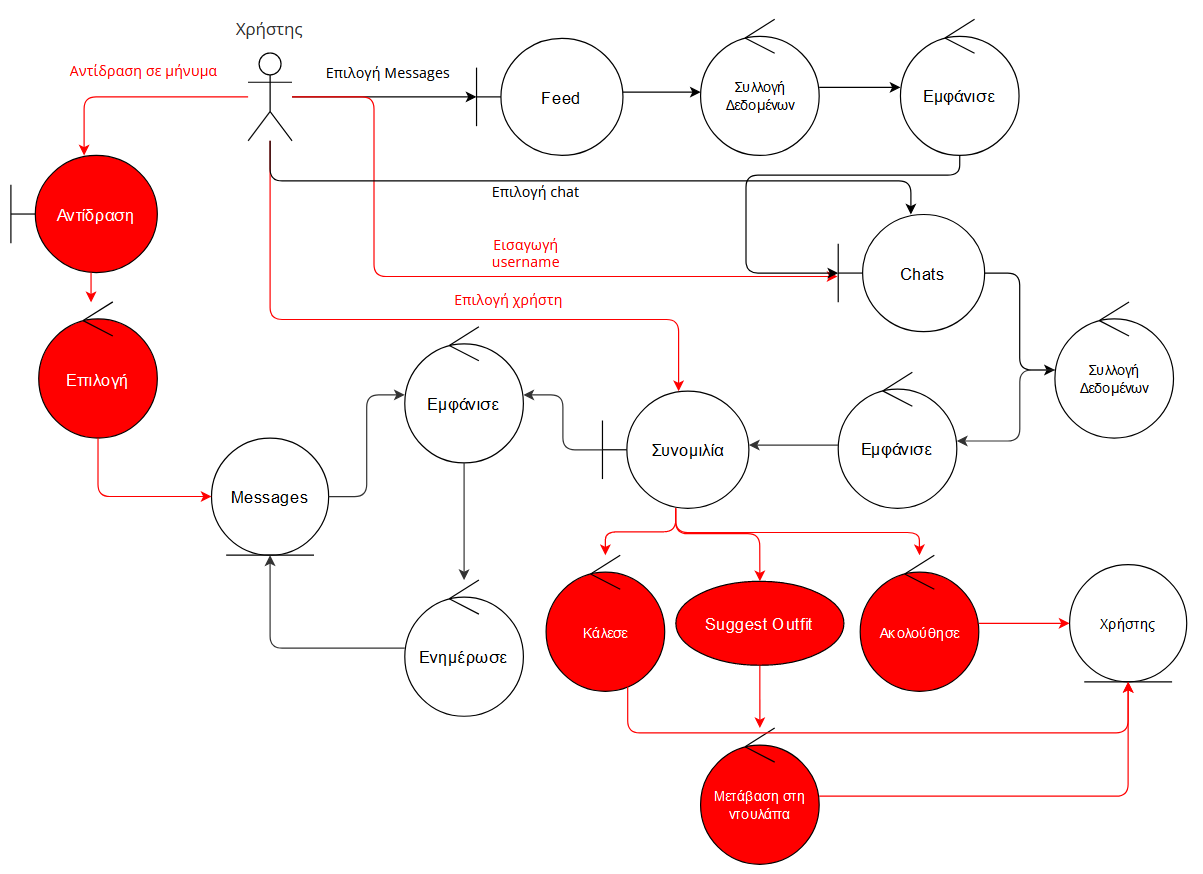 Χρήστης
Αντίδραση σε μήνυμα
Επιλογή Messages
Feed
Συλλογή
Δεδομένων
Εμφάνισε
Επιλογή chat
Αντίδραση
Εισαγωγή
username
Chats
Επιλογή χρήστη
Επιλογή
Εμφάνισε
Συλλογή
Δεδομένων
Συνομιλία
Εμφάνισε
Messages
Κάλεσε
Suggest Outfit
Ακολούθησε
Χρήστης
Ενημέρωσε
Μετάβαση στη
ντουλάπα